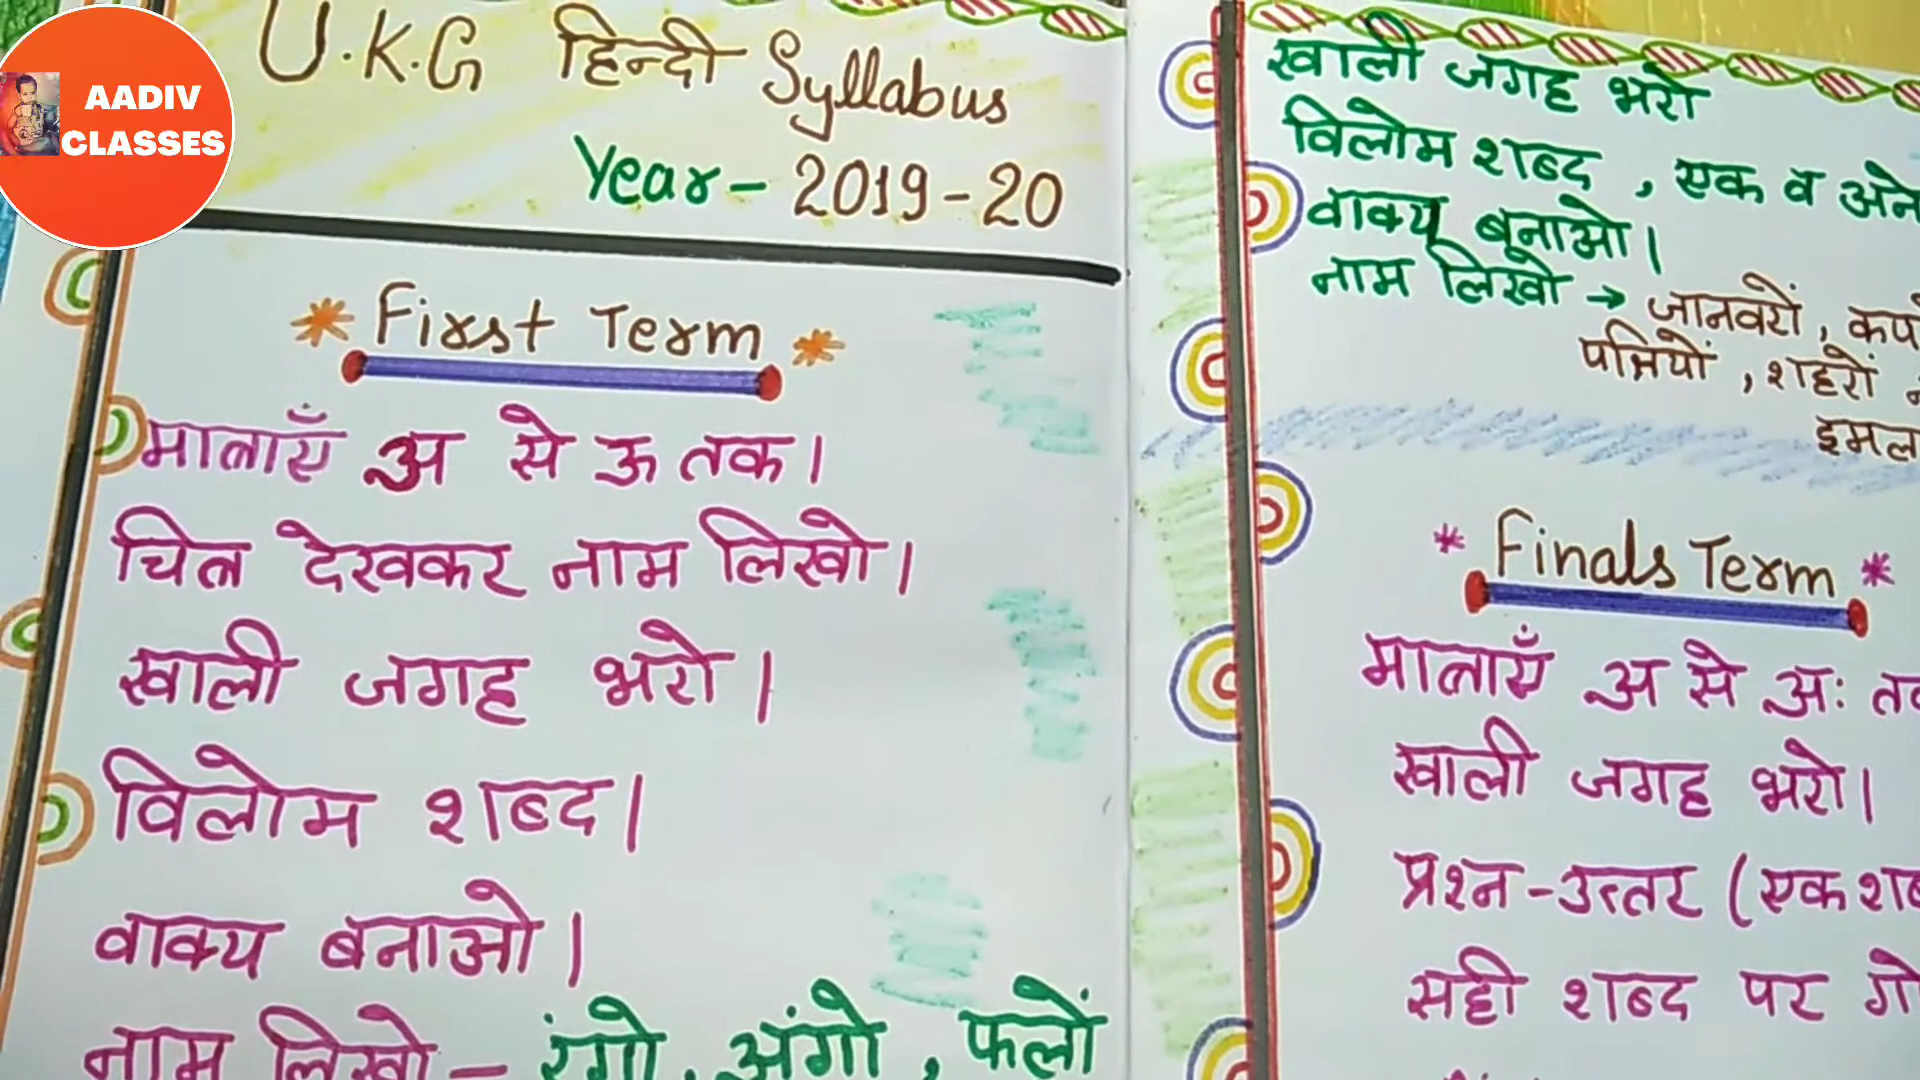 AADIV
CLASSES
U.K.G हिन्दी Syllabus
Year - 2019-20
* First Term *
मात्राएँ अ से ऊ तक।
चित्र देखकर नाम लिखो।
खाली जगह भरो।
विलोम शब्द।
वाक्य बनाओ।
नाम लिखो - रंगो, अंगो, फलों
खाली जगह भरो
विलोम शब्द, एक व
वाक्य बनाओ।
नाम लिखो → जानवरों,
पक्षियों, शहरों
* Finals Term *
मात्राएँ अ से अः
खाली जगह भरो।
प्रश्न-उत्तर (एक
सही शब्द पर